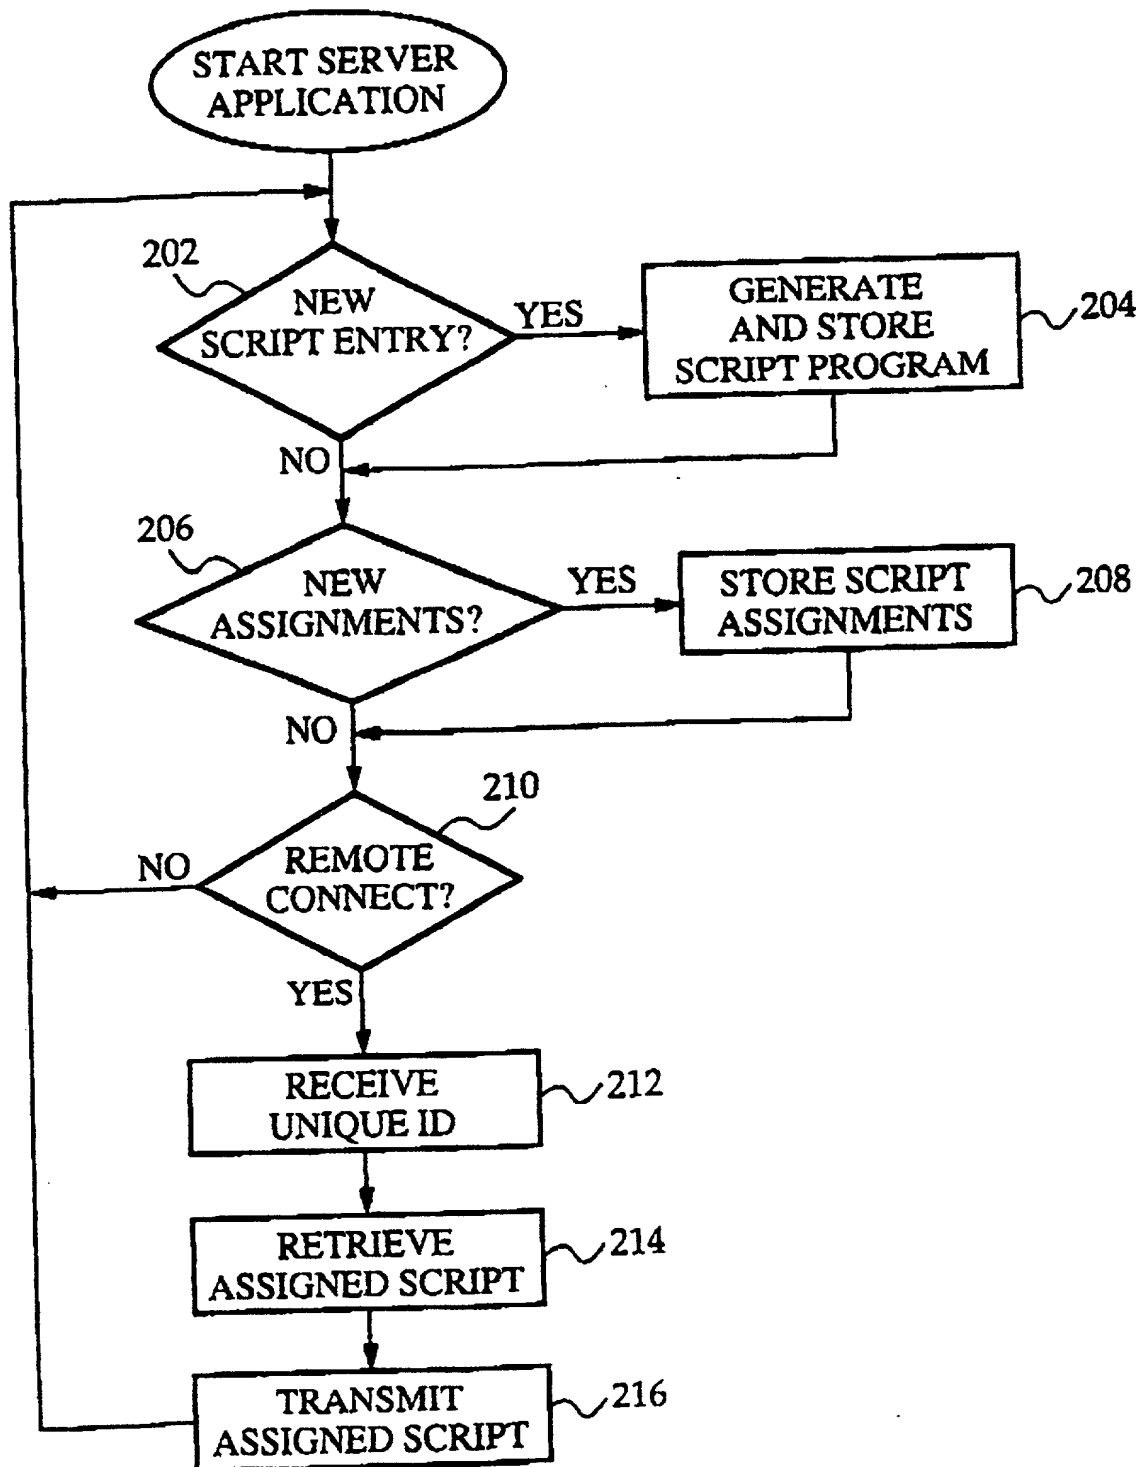 START SERVER
APPLICATION
202
NEW
SCRIPT ENTRY?
YES
GENERATE
AND STORE
SCRIPT PROGRAM
204
NO
206
NEW
ASSIGNMENTS?
YES
STORE SCRIPT
ASSIGNMENTS
208
NO
210
REMOTE
CONNECT?
NO
YES
RECEIVE
UNIQUE ID
212
RETRIEVE
ASSIGNED SCRIPT
214
TRANSMIT
ASSIGNED SCRIPT
216